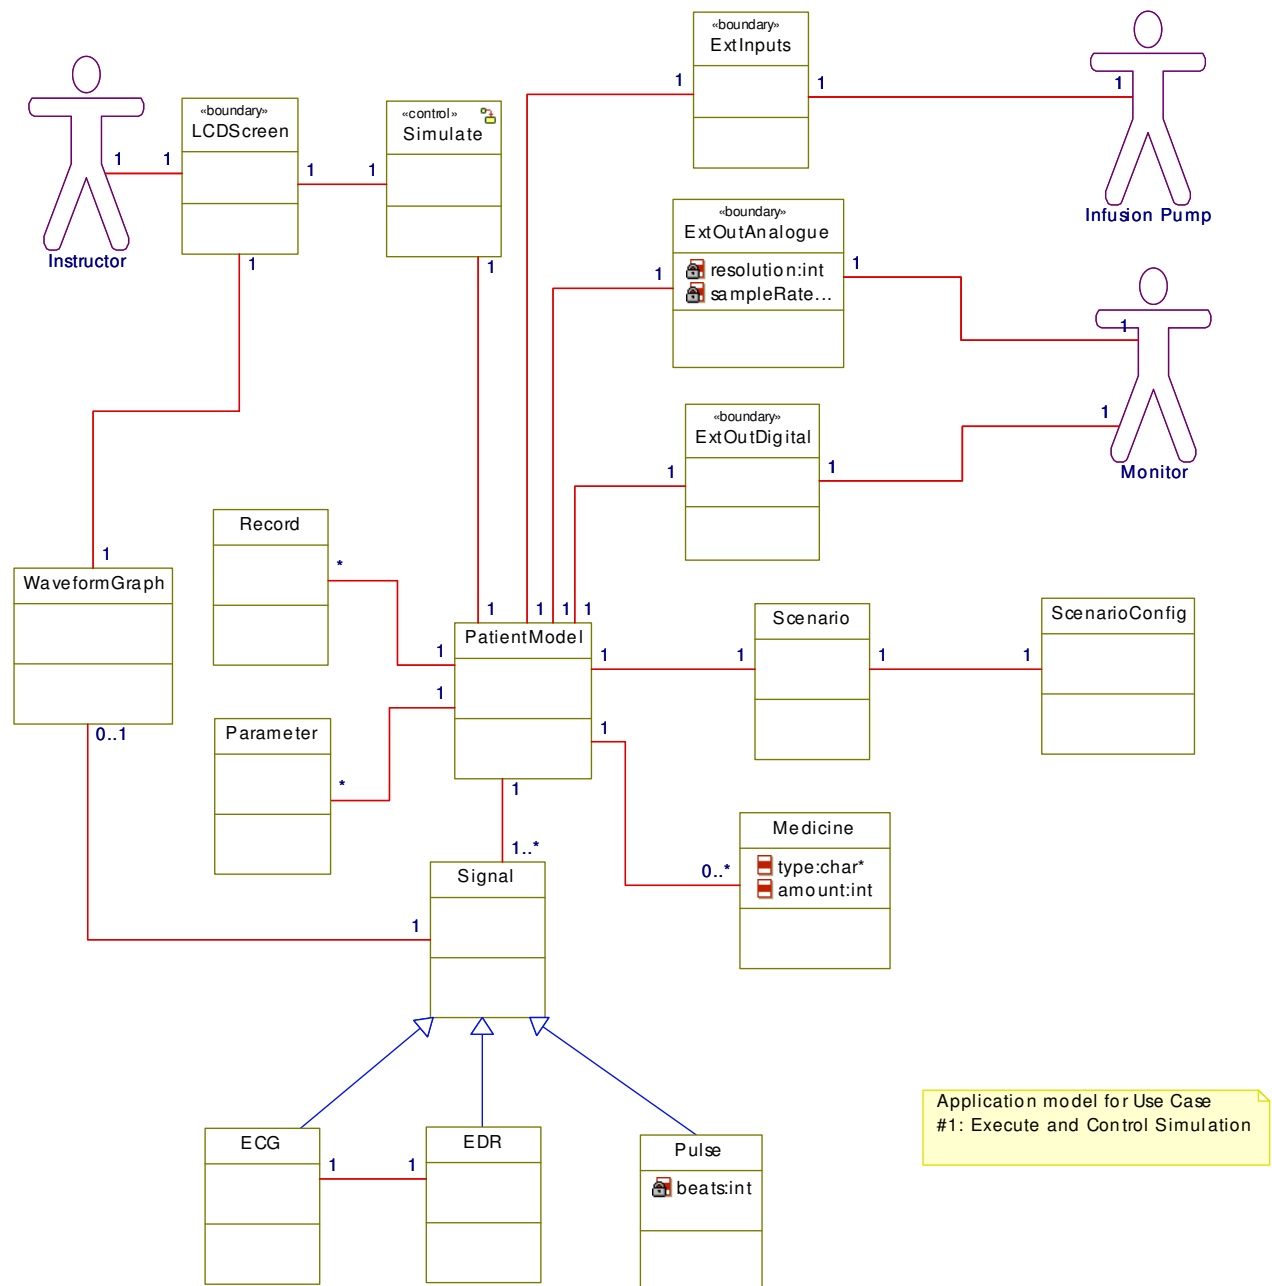 «boundary»
ExtInputs
1
1
1
Infusion Pump
«boundary»
LCDScreen
«control»
Simulate
1
1
1
1
Instructor
1
1
«boundary»
ExtOutAnalogue
resolution:int
sampleRate...
1
1
1
«boundary»
ExtOutDigital
1
1
1
Monitor
Record
*
1
WaveformGraph
0..1
1
1
1
1
PatientModel
1
1
1
1
1
Scenario
1
1
ScenarioConfig
Parameter
*
1
1..*
Medicine
type:char*
amount:int
0..*
Signal
1
ECG
1
1
EDR
Pulse
beats:int
Application model for Use Case
#1: Execute and Control Simulation